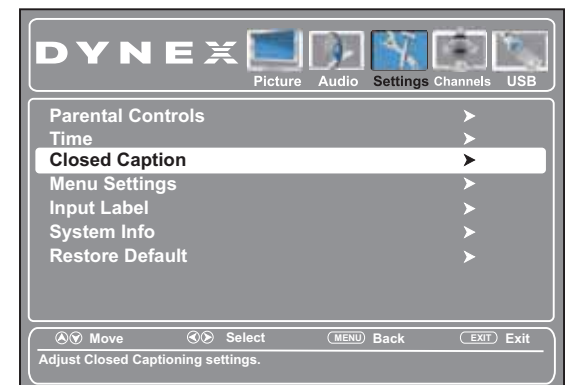 DYNEX
Picture Audio Settings Channels USB
Parental Controls
Time
Closed Caption
Menu Settings
Input Label
System Info
Restore Default
Move Select MENU Back EXIT Exit
Adjust Closed Captioning settings.